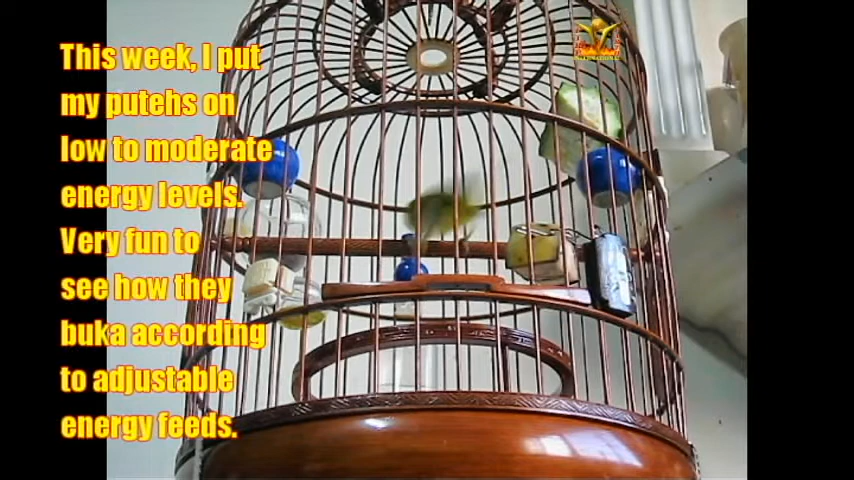 This week, I put
my putehs on
low to moderate
energy levels.
Very fun to
see how they
buka according
to adjustable
energy feeds.